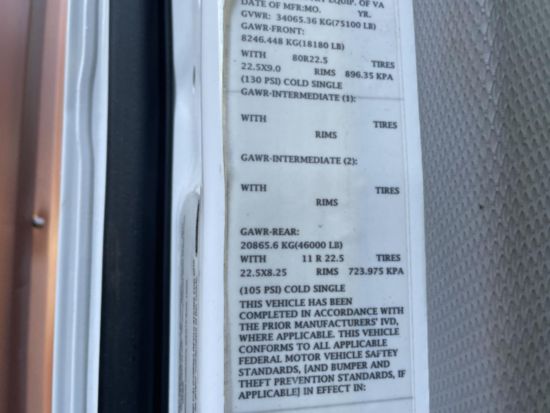 EQUIP. OF VA
DATE OF MFR:MO. YR.
GVWR: 34065.36 KG(75100 LB)
GAWR-FRONT:
8246.448 KG(18180 LB)
WITH 80R22.5 TIRES
22.5X9.0 RIMS 896.35 KPA
(130 PSI) COLD SINGLE
GAWR-INTERMEDIATE (1):
WITH TIRES
RIMS
GAWR-INTERMEDIATE (2):
WITH TIRES
RIMS
GAWR-REAR:
20865.6 KG(46000 LB)
WITH 11 R 22.5 TIRES
22.5X8.25 RIMS 723.975 KPA
(105 PSI) COLD SINGLE
THIS VEHICLE HAS BEEN
COMPLETED IN ACCORDANCE WITH
THE PRIOR MANUFACTURERS' IVD,
WHERE APPLICABLE. THIS VEHICLE
CONFORMS TO ALL APPLICABLE
FEDERAL MOTOR VEHICLE SAFTEY
STANDARDS, [AND BUMPER AND
THEFT PREVENTION STANDARDS, IF
APPLICABLE] IN EFFECT IN: